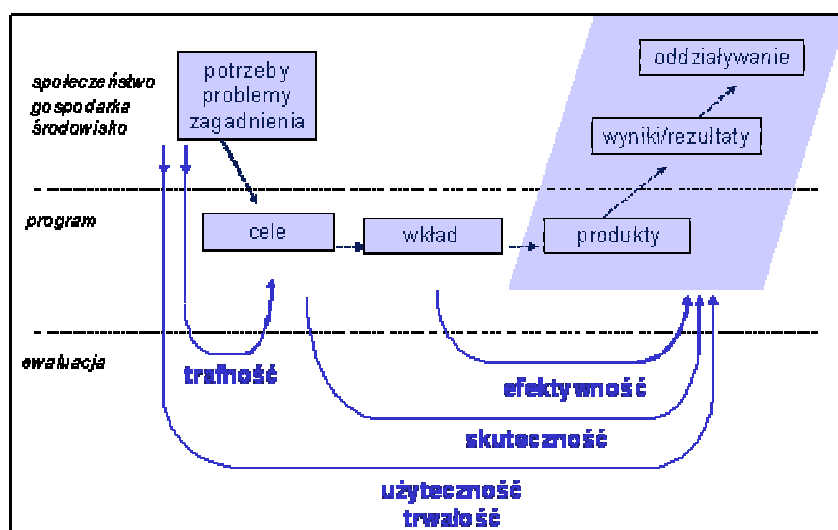 społeczeństwo
gospodarka
środowisko
potrzeby
problemy
zagadnienia
oddziaływanie
wyniki/rezultaty
program
cele
wkład
produkty
ewaluacja
trafność
efektywność
skuteczność
użyteczność
trwałość